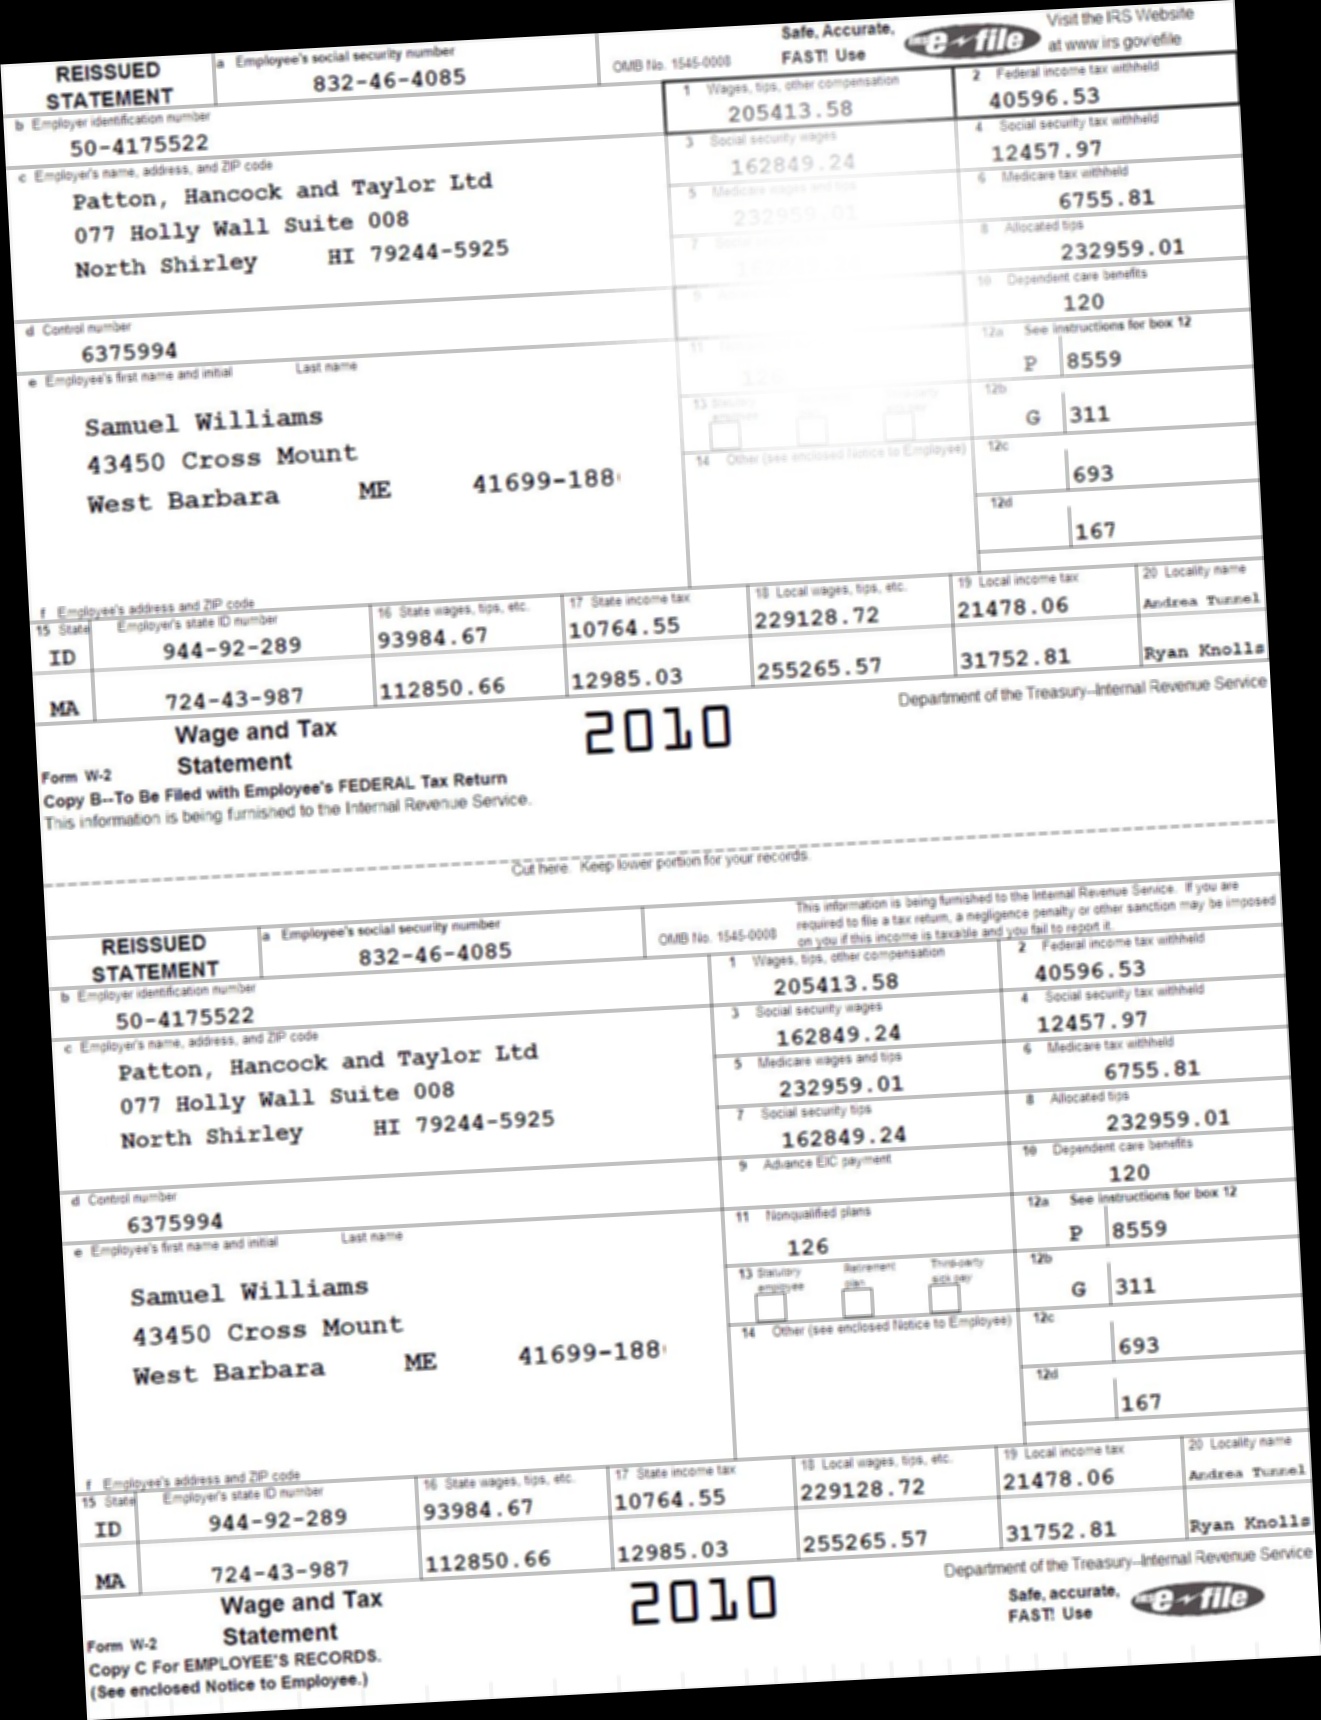 REISSUED STATEMENT
a Employee's social security number
832-46-4085
OMB No. 1545-0008
Safe, Accurate, FAST! Use
IRS e-file
Visit the IRS Website
at www.irs.gov/efile
b Employer identification number
50-4175522
1 Wages, tips, other compensation
205413.58
2 Federal income tax withheld
40596.53
c Employer's name, address, and ZIP code
Patton, Hancock and Taylor Ltd
077 Holly Wall Suite 008
North Shirley HI 79244-5925
3 Social security wages
162849.24
4 Social security tax withheld
12457.97
5 Medicare wages and tips
232959.01
6 Medicare tax withheld
6755.81
7
8 Allocated tips
232959.01
d Control number
6375994
9
10 Dependent care benefits
120
e Employee's first name and initial Last name
Samuel Williams
43450 Cross Mount
West Barbara ME 41699-188
11
126
12a See instructions for box 12
P 8559
13 Statutory employee
12b
G 311
14 Other (see enclosed Notice to Employee)
12c
693
12d
167
f Employee's address and ZIP code
15 State Employer's state ID number
16 State wages, tips, etc.
17 State income tax
18 Local wages, tips, etc.
19 Local income tax
20 Locality name
ID 944-92-289 93984.67 10764.55 229128.72 21478.06 Andrea Tunnel
MA 724-43-987 112850.66 12985.03 255265.57 31752.81 Ryan Knolls
Form W-2
Wage and Tax Statement
2010
Department of the Treasury--Internal Revenue Service
Copy B--To Be Filed with Employee's FEDERAL Tax Return
This information is being furnished to the Internal Revenue Service.
Cut here. Keep lower portion for your records.
REISSUED STATEMENT
a Employee's social security number
832-46-4085
OMB No. 1545-0008
This information is being furnished to the Internal Revenue Service. If you are
required to file a tax return, a negligence penalty or other sanction may be imposed
on you if this income is taxable and you fail to report it.
b Employer identification number
50-4175522
1 Wages, tips, other compensation
205413.58
2 Federal income tax withheld
40596.53
c Employer's name, address, and ZIP code
Patton, Hancock and Taylor Ltd
077 Holly Wall Suite 008
North Shirley HI 79244-5925
3 Social security wages
162849.24
4 Social security tax withheld
12457.97
5 Medicare wages and tips
232959.01
6 Medicare tax withheld
6755.81
7 Social security tips
162849.24
8 Allocated tips
232959.01
d Control number
6375994
9 Advance EIC payment
10 Dependent care benefits
120
e Employee's first name and initial Last name
Samuel Williams
43450 Cross Mount
West Barbara ME 41699-188
11 Nonqualified plans
126
12a See instructions for box 12
P 8559
13 Statutory employee Retirement plan Third-party sick pay
12b
G 311
14 Other (see enclosed Notice to Employee)
12c
693
12d
167
f Employee's address and ZIP code
15 State Employer's state ID number
16 State wages, tips, etc.
17 State income tax
18 Local wages, tips, etc.
19 Local income tax
20 Locality name
ID 944-92-289 93984.67 10764.55 229128.72 21478.06 Andrea Tunnel
MA 724-43-987 112850.66 12985.03 255265.57 31752.81 Ryan Knolls
Form W-2
Wage and Tax Statement
2010
Department of the Treasury--Internal Revenue Service
Safe, accurate, FAST! Use
IRS e-file
Copy C For EMPLOYEE'S RECORDS.
(See enclosed Notice to Employee.)